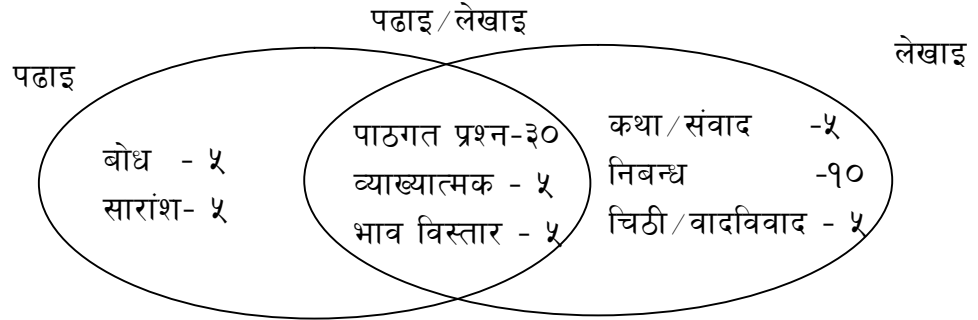 पढाइ/लेखाइ
पढाइ
लेखाइ
बोध - ५
सारांश- ५
पाठगत प्रश्न-३०
व्याख्यात्मक - ५
भाव विस्तार - ५
कथा/संवाद -५
निबन्ध -१०
चिठी/वादविवाद - ५